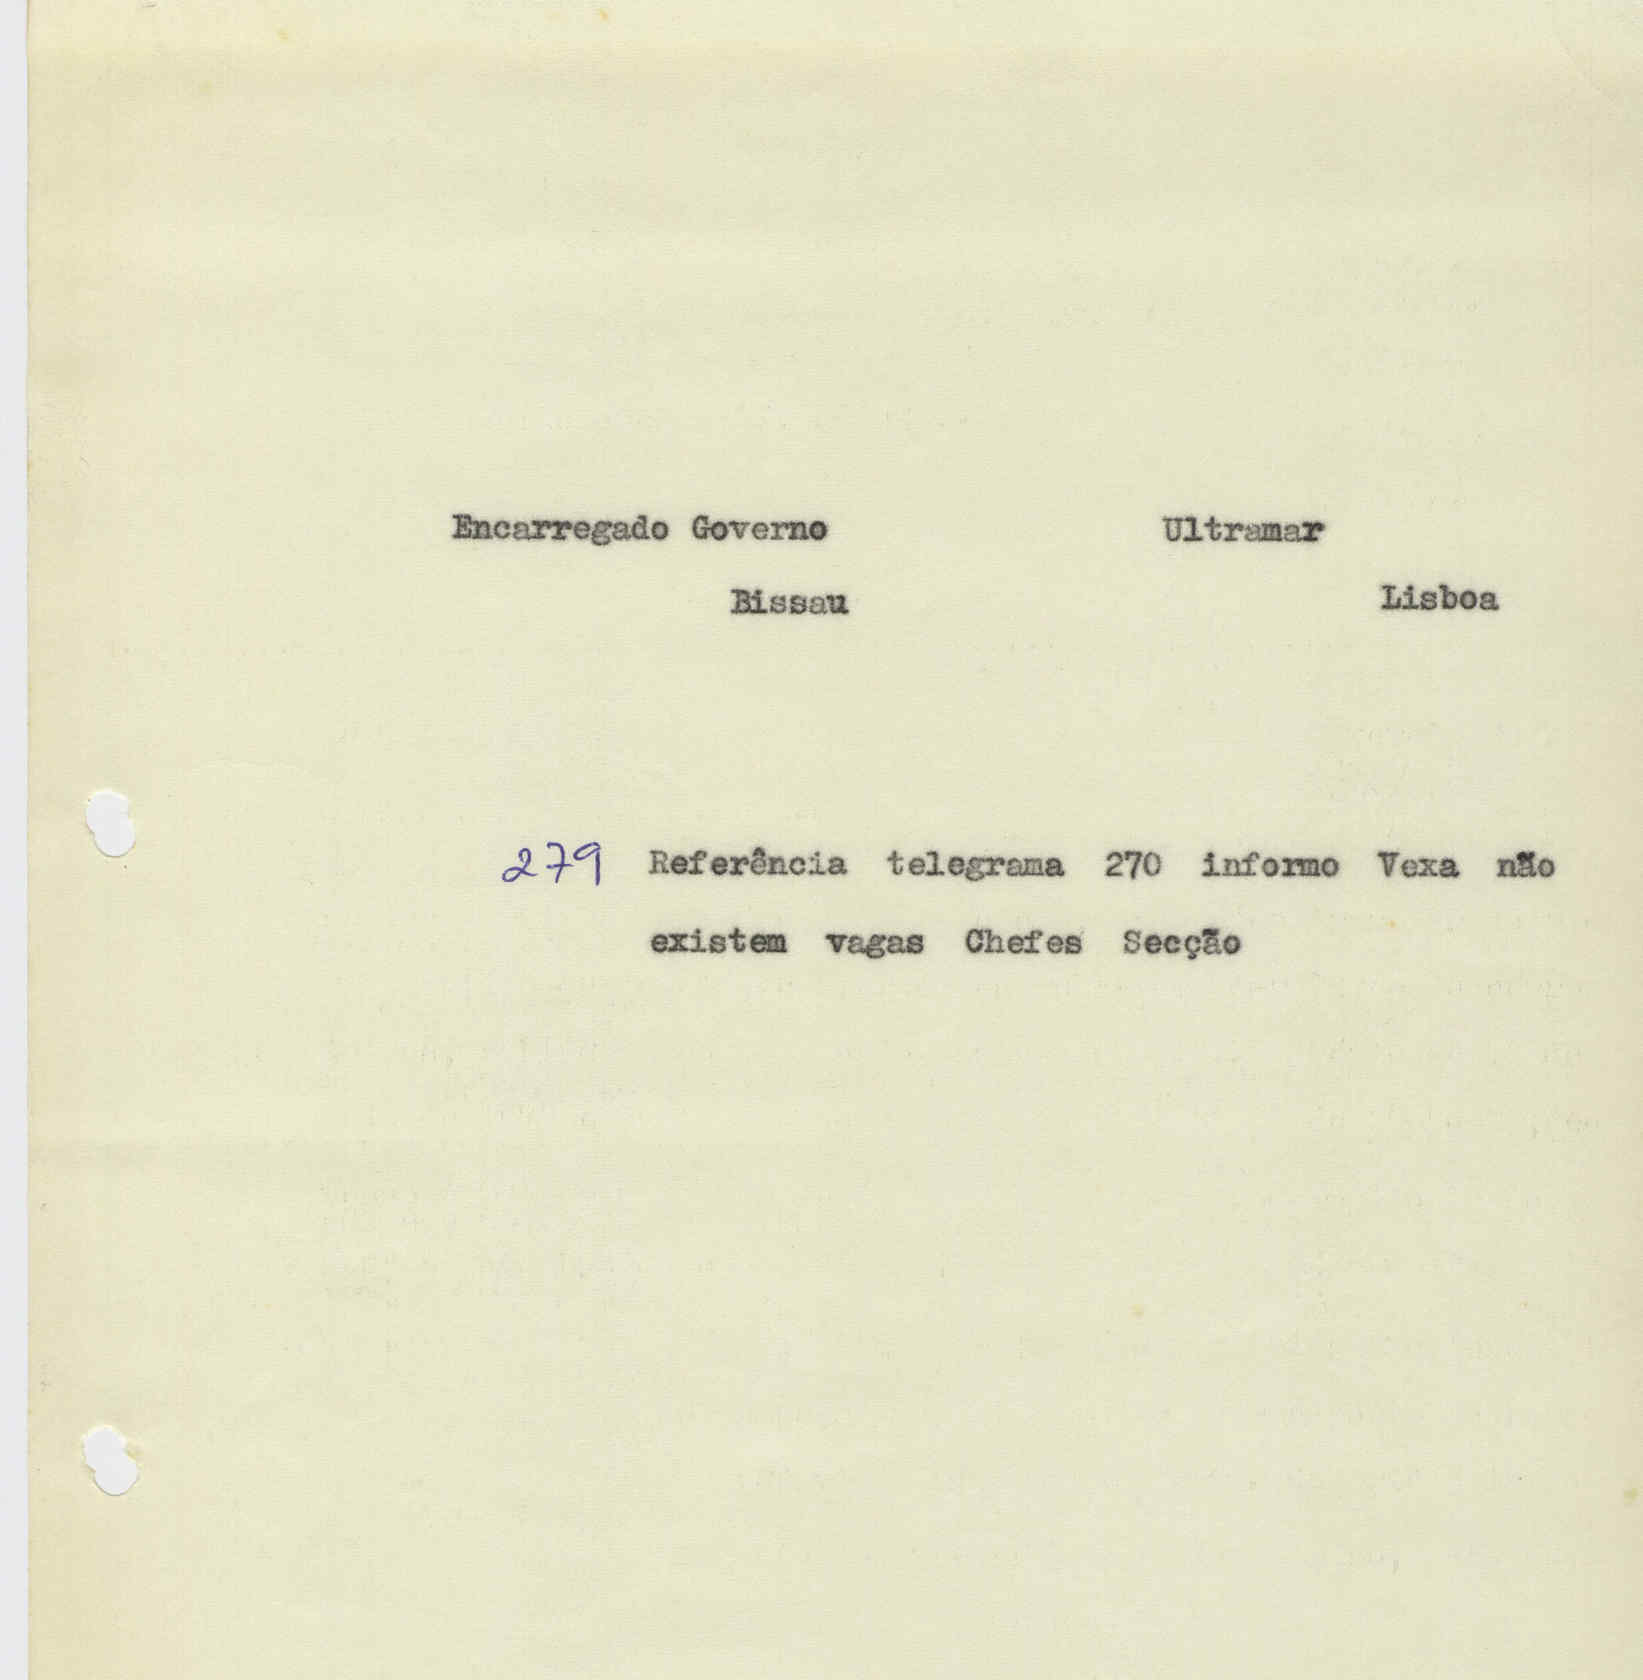 Encarregado Governo Ultramar
Bissau Lisboa
279 Referência telegrama 270 informo Vexa não
existem vagas Chefes Secção